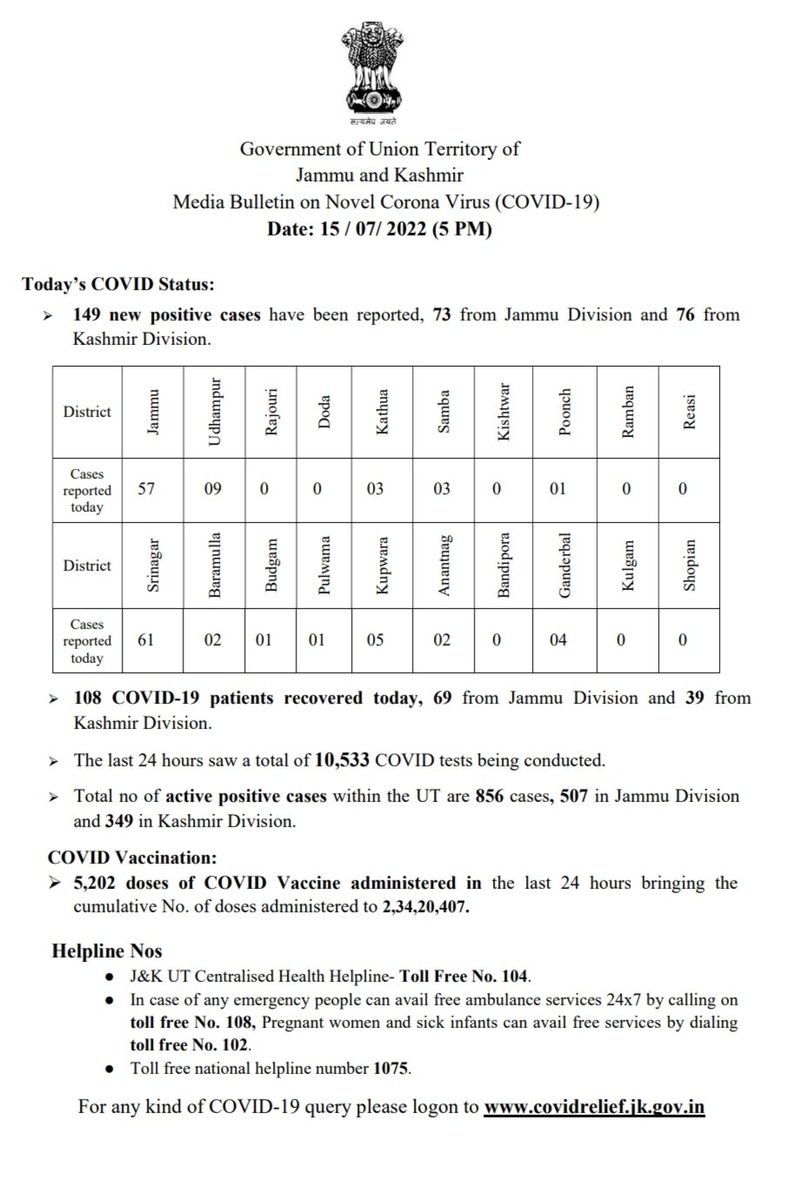 सत्यमेव जयते
Government of Union Territory of
Jammu and Kashmir
Media Bulletin on Novel Corona Virus (COVID-19)
Date: 15 / 07/ 2022 (5 PM)
Today’s COVID Status:
➢ 149 new positive cases have been reported, 73 from Jammu Division and 76 from
Kashmir Division.
District Jammu Udhampur Rajouri Doda Kathua Samba Kishtwar Poonch Ramban Reasi
Cases
reported
today 57 09 0 0 03 03 0 01 0 0
District Srinagar Baramulla Budgam Pulwama Kupwara Anantnag Bandipora Ganderbal Kulgam Shopian
Cases
reported
today 61 02 01 01 05 02 0 04 0 0
➢ 108 COVID-19 patients recovered today, 69 from Jammu Division and 39 from
Kashmir Division.
➢ The last 24 hours saw a total of 10,533 COVID tests being conducted.
➢ Total no of active positive cases within the UT are 856 cases, 507 in Jammu Division
and 349 in Kashmir Division.
COVID Vaccination:
➢ 5,202 doses of COVID Vaccine administered in the last 24 hours bringing the
cumulative No. of doses administered to 2,34,20,407.
Helpline Nos
● J&K UT Centralised Health Helpline- Toll Free No. 104.
● In case of any emergency people can avail free ambulance services 24x7 by calling on
toll free No. 108, Pregnant women and sick infants can avail free services by dialing
toll free No. 102.
● Toll free national helpline number 1075.
For any kind of COVID-19 query please logon to www.covidrelief.jk.gov.in